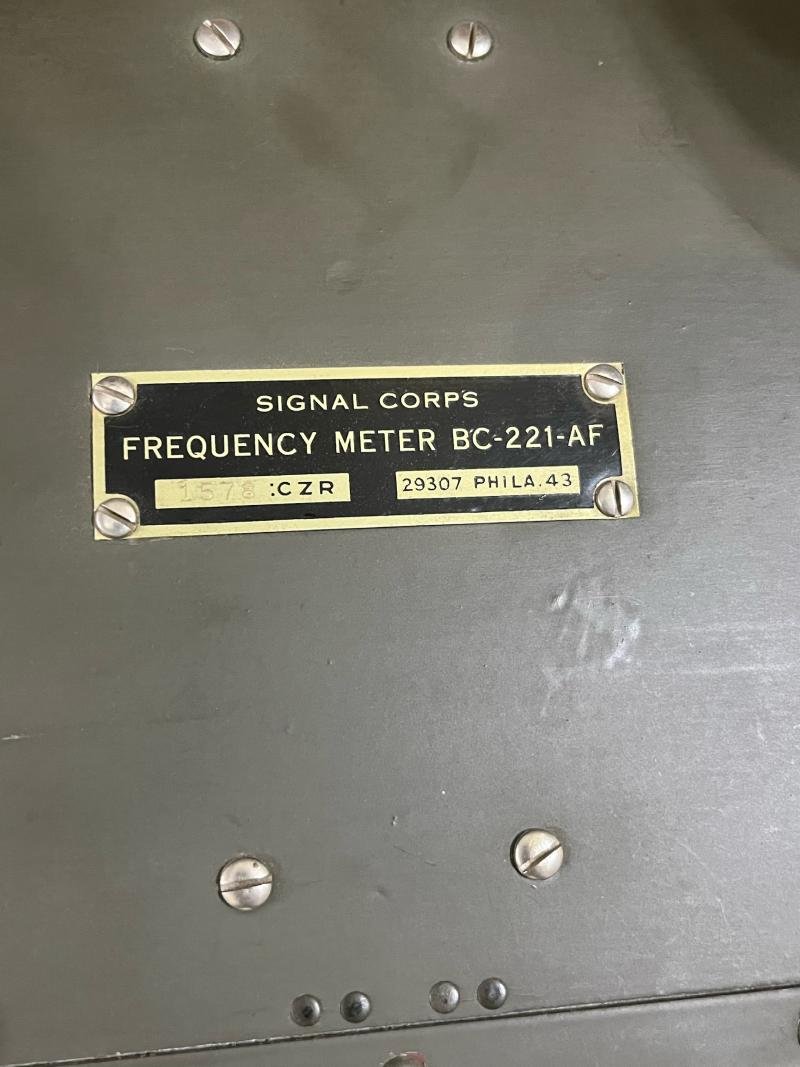 SIGNAL CORPS
FREQUENCY METER BC-221-AF
1578 :CZR
29307 PHILA.43